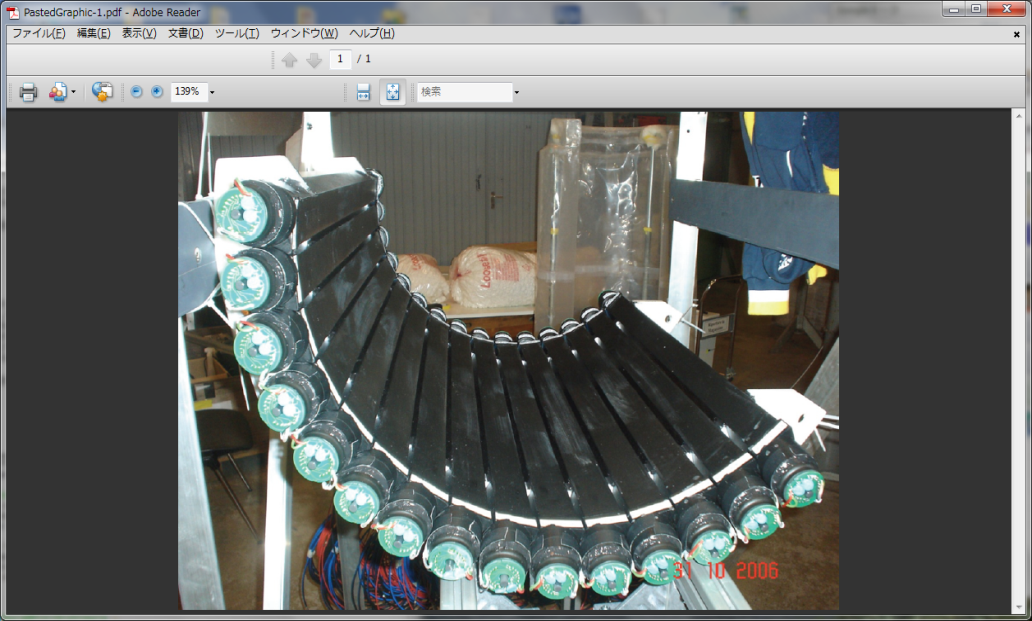 PastedGraphic-1.pdf - Adobe Reader
ファイル(F) 編集(E) 表示(V) 文書(D) ツール(T) ウィンドウ(W) ヘルプ(H)
1 / 1
139% 検索
31 10 2006